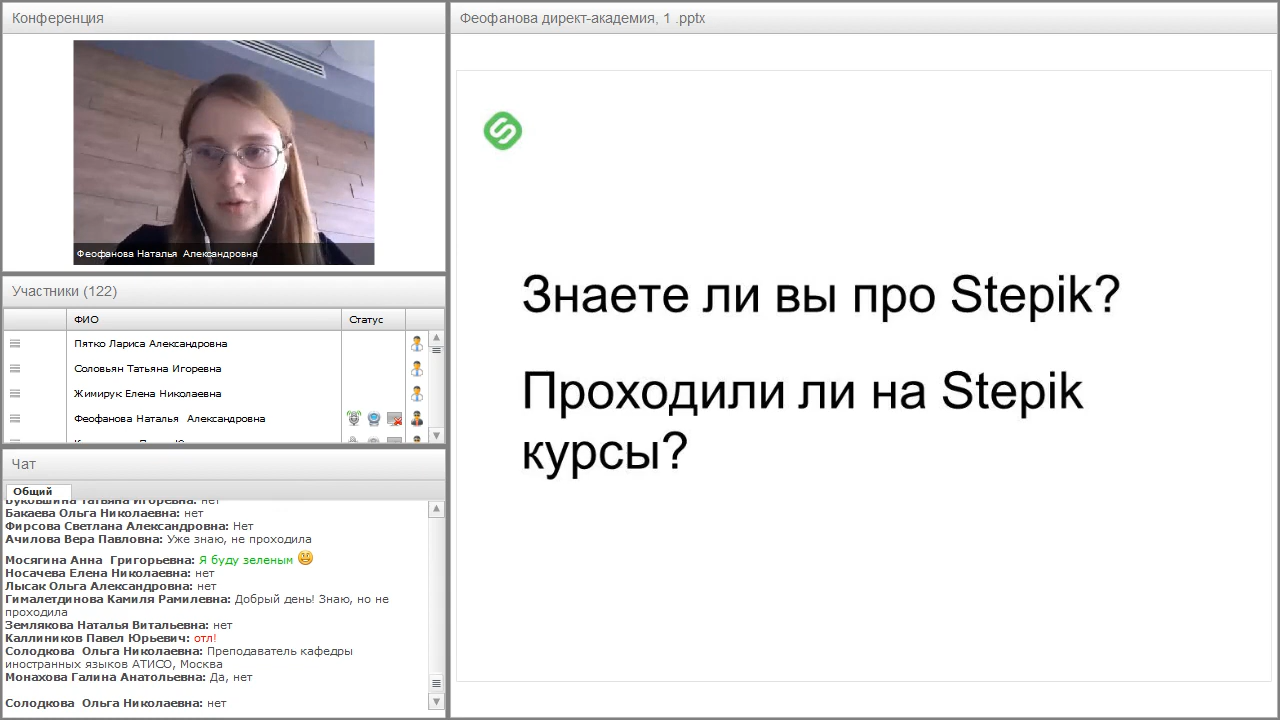 Конференция
Феофанова Наталья Александровна
Участники (122)
ФИО Статус
Пятко Лариса Александровна
Соловьян Татьяна Игоревна
Жимирук Елена Николаевна
Феофанова Наталья Александровна
Чат
Общий
Бакаева Ольга Николаевна: нет
Фирсова Светлана Александровна: Нет
Ачилова Вера Павловна: Уже знаю, не проходила
Мосягина Анна Григорьевна: Я буду зеленым
Носачева Елена Николаевна: нет
Лысак Ольга Александровна: нет
Гималетдинова Камиля Рамилевна: Добрый день! Знаю, но не
проходила
Землякова Наталья Витальевна: нет
Каллиников Павел Юрьевич: отл!
Солодкова Ольга Николаевна: Преподаватель кафедры
иностранных языков АТИСО, Москва
Монахова Галина Анатольевна: Да, нет
Солодкова Ольга Николаевна: нет
Феофанова директ-академия, 1 .pptx
Знаете ли вы про Stepik?
Проходили ли на Stepik
курсы?